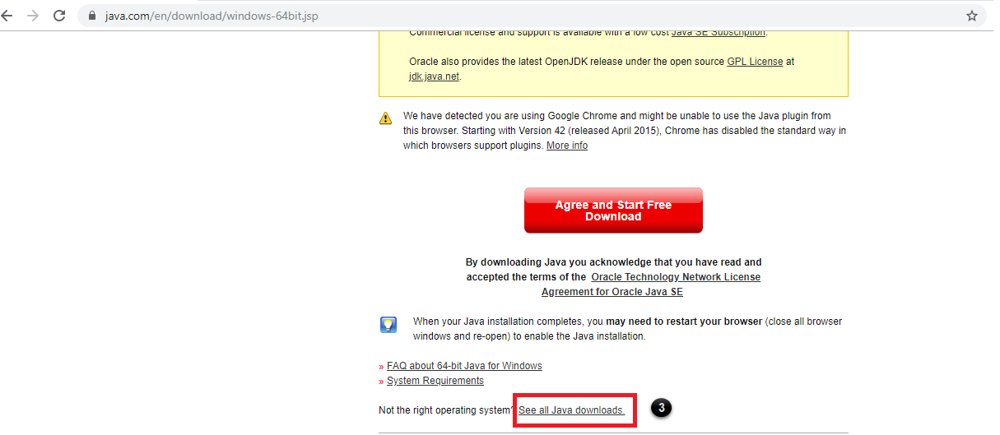 java.com/en/download/windows-64bit.jsp
Commercial license and support is available with a low cost Java SE Subscription.
Oracle also provides the latest OpenJDK release under the open source GPL License at
jdk.java.net.
We have detected you are using Google Chrome and might be unable to use the Java plugin from
this browser. Starting with Version 42 (released April 2015), Chrome has disabled the standard way in
which browsers support plugins. More info
Agree and Start Free
Download
By downloading Java you acknowledge that you have read and
accepted the terms of the Oracle Technology Network License
Agreement for Oracle Java SE
When your Java installation completes, you may need to restart your browser (close all browser
windows and re-open) to enable the Java installation.
» FAQ about 64-bit Java for Windows
» System Requirements
Not the right operating system? See all Java downloads. 3